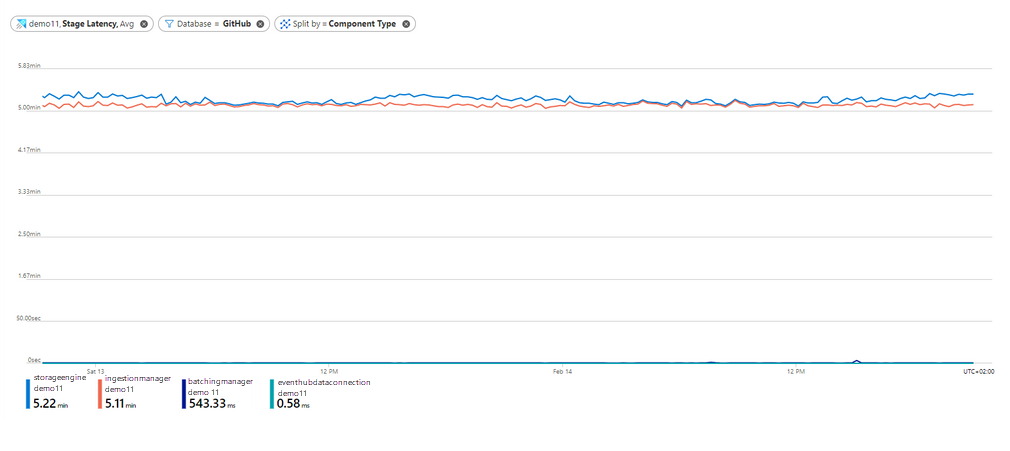 demo11, Stage Latency, Avg
Database = GitHub
Split by = Component Type
5.83min
5.00min
4.17min
3.33min
2.50min
1.67min
50.00sec
0sec
Sat 13
12 PM
Feb 14
12 PM
UTC+02:00
storageengine
demo11
5.22 min
ingestionmanager
demo11
5.11 min
batchingmanager
demo 11
543.33 ms
eventhubdataconnection
demo11
0.58 ms